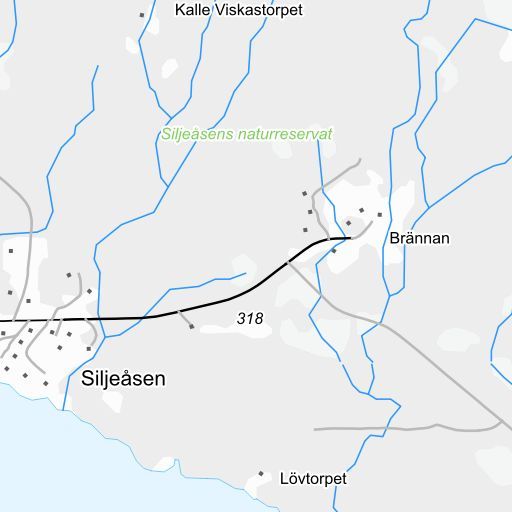 Kalle Viskastorpet
Siljeåsens naturreservat
Brännan
318
Siljeåsen
Lövtorpet